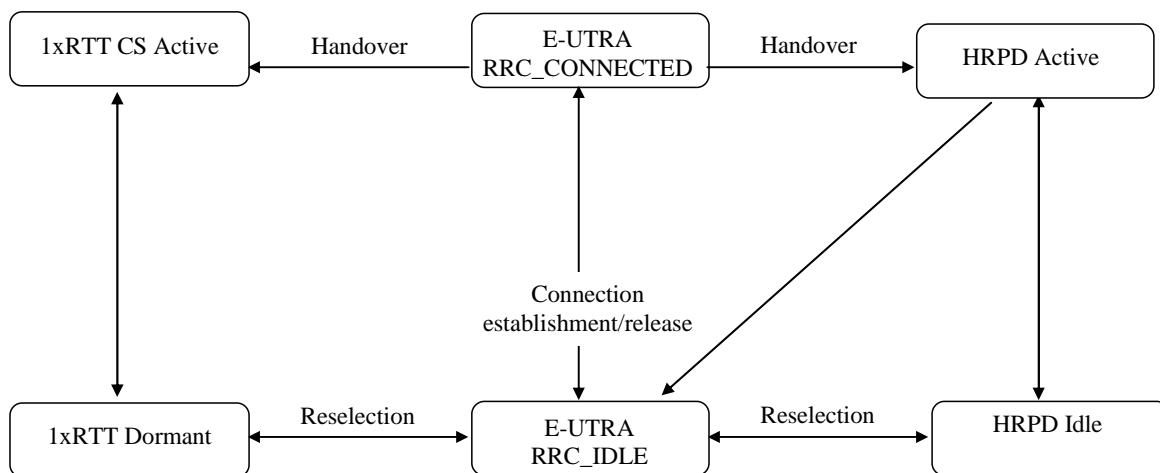 1xRTT CS Active
Handover
E-UTRA
RRC_CONNECTED
Handover
HRPD Active
Connection
establishment/release
1xRTT Dormant
Reselection
E-UTRA
RRC_IDLE
Reselection
HRPD Idle